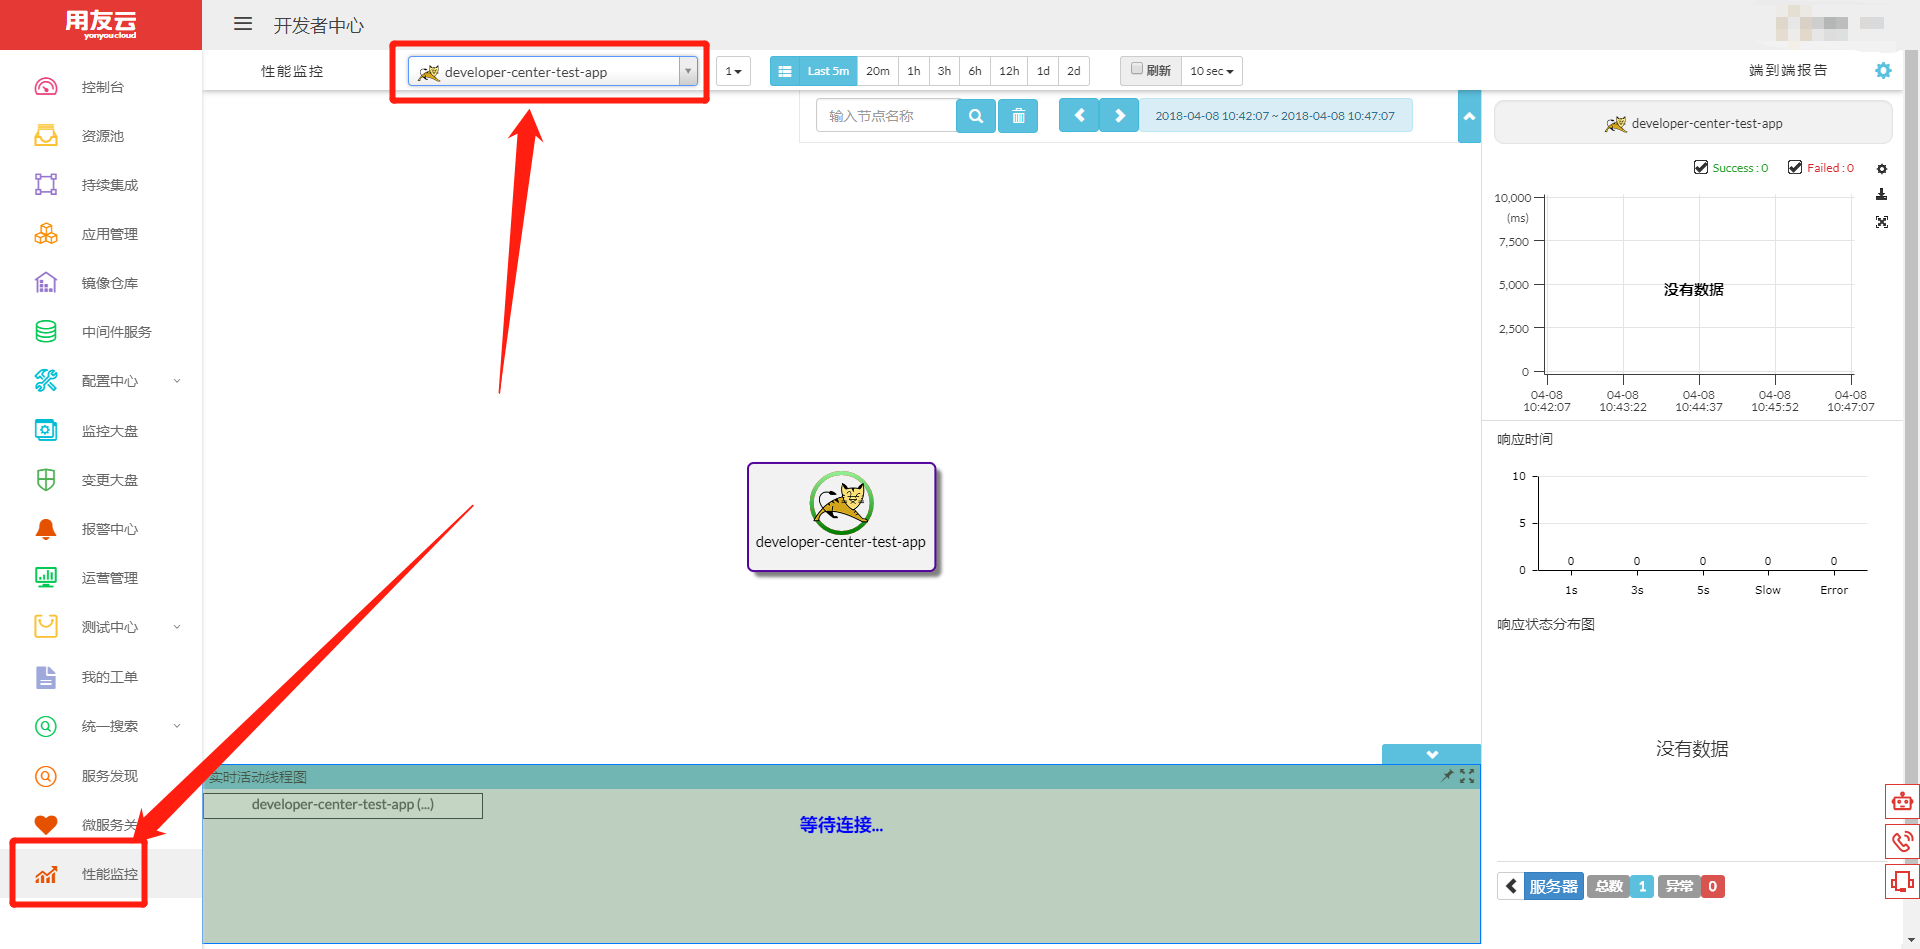 用友云
yonyoucloud
开发者中心
控制台
资源池
持续集成
应用管理
镜像仓库
中间件服务
配置中心
监控大盘
变更大盘
报警中心
运营管理
测试中心
我的工单
统一搜索
服务发现
微服务关
性能监控
性能监控
developer-center-test-app
1
Last 5m 20m 1h 3h 6h 12h 1d 2d
刷新 10 sec
端到端报告
输入节点名称
2018-04-08 10:42:07 ~ 2018-04-08 10:47:07
developer-center-test-app
实时活动线程图
developer-center-test-app (...)
等待连接...
developer-center-test-app
Success : 0 Failed : 0
10,000
(ms)
7,500
5,000
2,500
0
没有数据
04-08 04-08 04-08 04-08 04-08
10:42:07 10:43:22 10:44:37 10:45:52 10:47:07
响应时间
10
5
0
0 0 0 0 0
1s 3s 5s Slow Error
响应状态分布图
没有数据
服务器 总数 1 异常 0